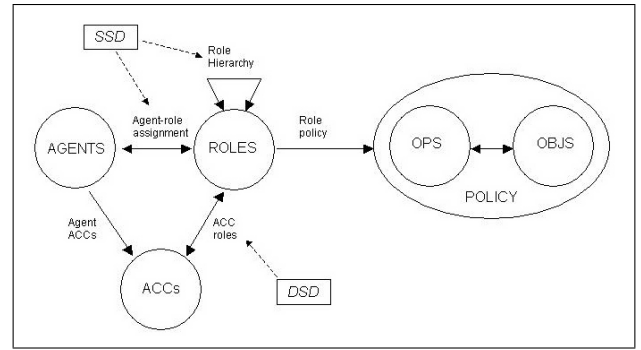 SSD
Role
Hierarchy
Agent-role
assignment
Role
policy
AGENTS
ROLES
OPS
OBJS
POLICY
Agent
ACCs
ACC
roles
ACCs
DSD